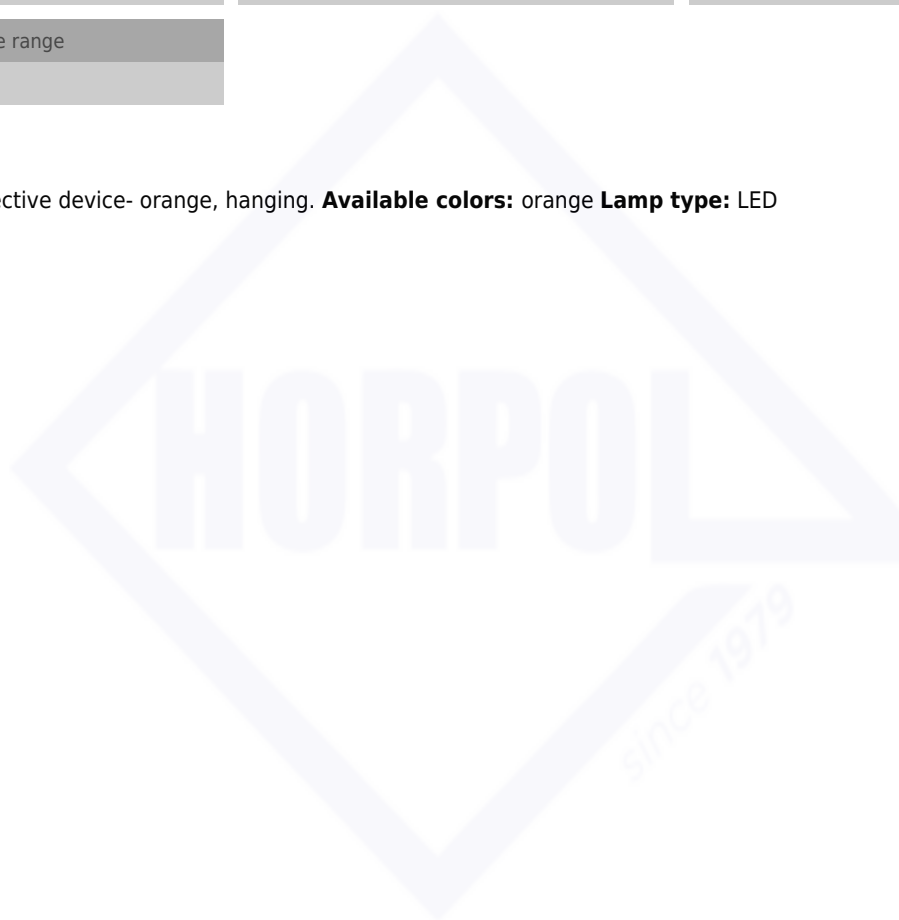 e range
ective device- orange, hanging. Available colors: orange Lamp type: LED
HORPOL
since 1979